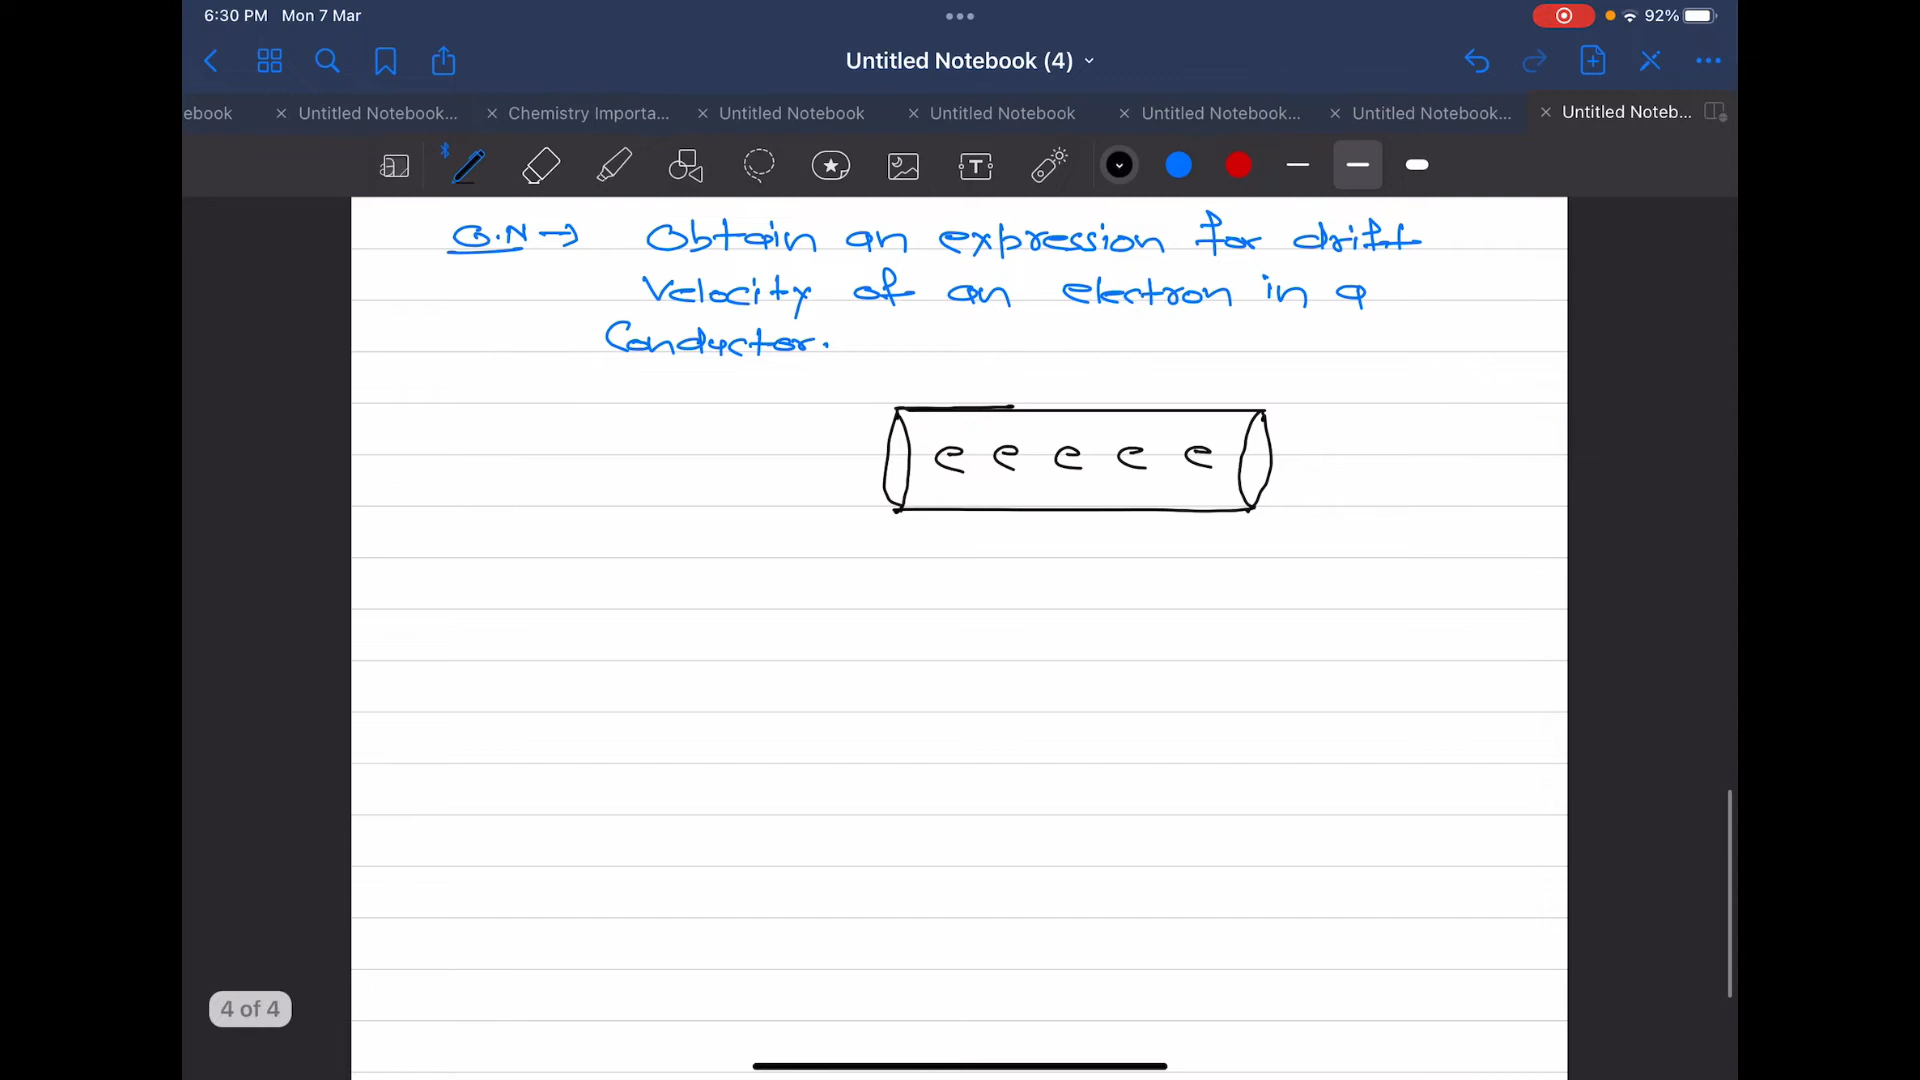 6:30 PM Mon 7 Mar
92%
Untitled Notebook (4)
ebook
Untitled Notebook...
Chemistry Importa...
Untitled Notebook
Untitled Notebook
Untitled Notebook...
Untitled Notebook...
Untitled Noteb...
Q.N → Obtain an expression for drift
Velocity of an electron in a
Conductor.
e e e e e
4 of 4